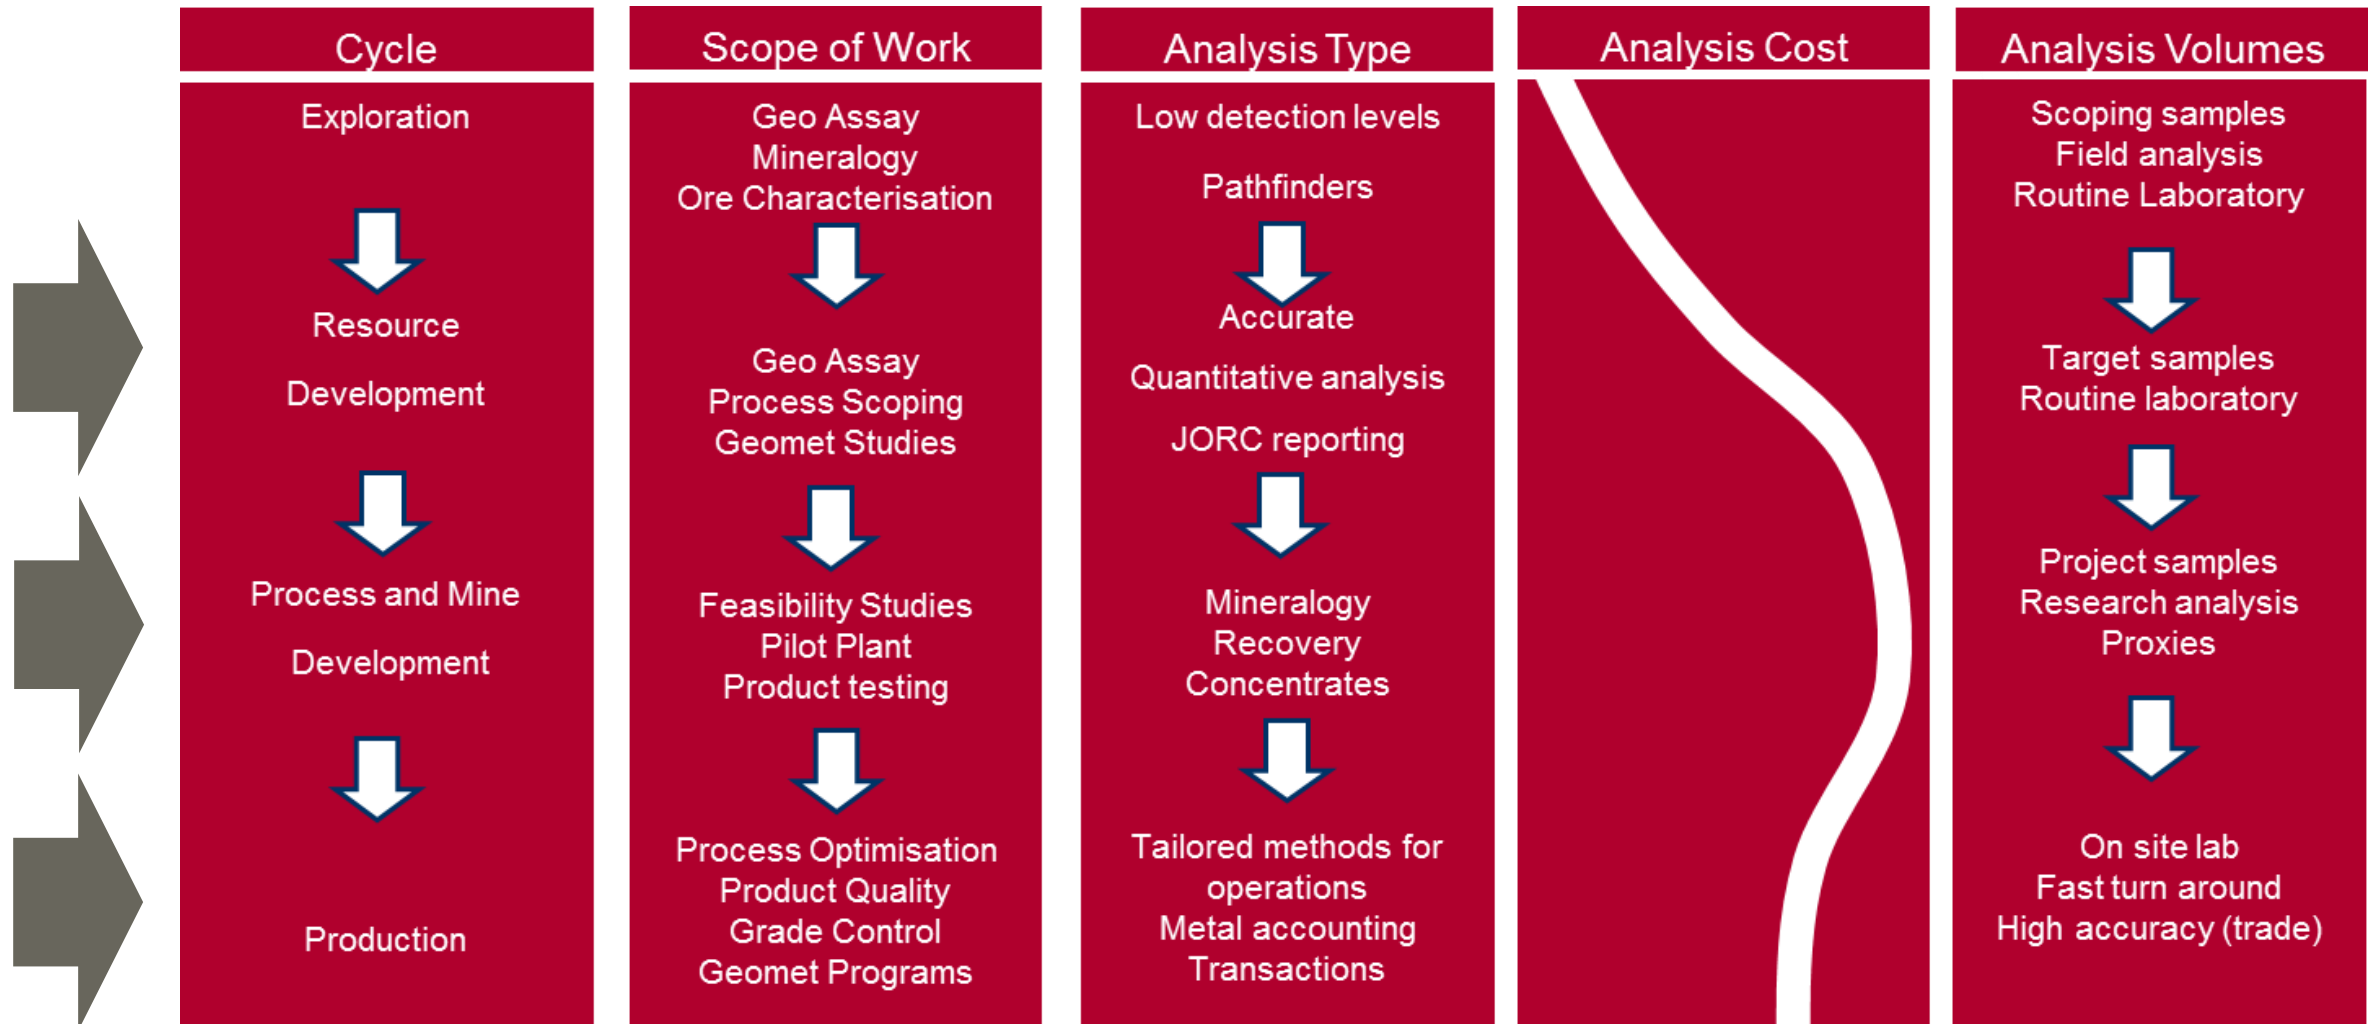 Cycle
Exploration
Resource
Development
Process and Mine
Development
Production
Scope of Work
Geo Assay
Mineralogy
Ore Characterisation
Geo Assay
Process Scoping
Geomet Studies
Feasibility Studies
Pilot Plant
Product testing
Process Optimisation
Product Quality
Grade Control
Geomet Programs
Analysis Type
Low detection levels
Pathfinders
Accurate
Quantitative analysis
JORC reporting
Mineralogy
Recovery
Concentrates
Tailored methods for
operations
Metal accounting
Transactions
Analysis Cost
Analysis Volumes
Scoping samples
Field analysis
Routine Laboratory
Target samples
Routine laboratory
Project samples
Research analysis
Proxies
On site lab
Fast turn around
High accuracy (trade)